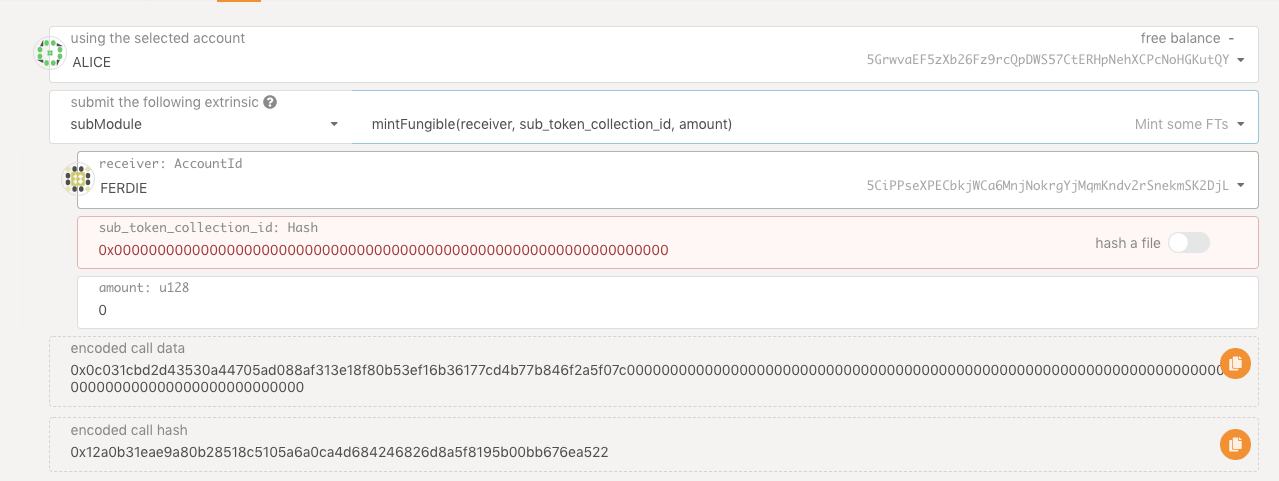 using the selected account
free balance -
ALICE
5GrwvaEF5zXb26Fz9rcQpDWS57CtERHpNehXCPcNoHGKutQY
submit the following extrinsic
subModule
mintFungible(receiver, sub_token_collection_id, amount)
Mint some FTs
receiver: AccountId
FERDIE
5CiPPseXPECbkjWCa6MnjNokrgYjMqmKndv2rSnekmSK2DjL
sub_token_collection_id: Hash
0x0000000000000000000000000000000000000000000000000000000000000000
hash a file
amount: u128
0
encoded call data
encoded call hash
0x12a0b31eae9a80b28518c5105a6a0ca4d684246826d8a5f8195b00bb676ea522